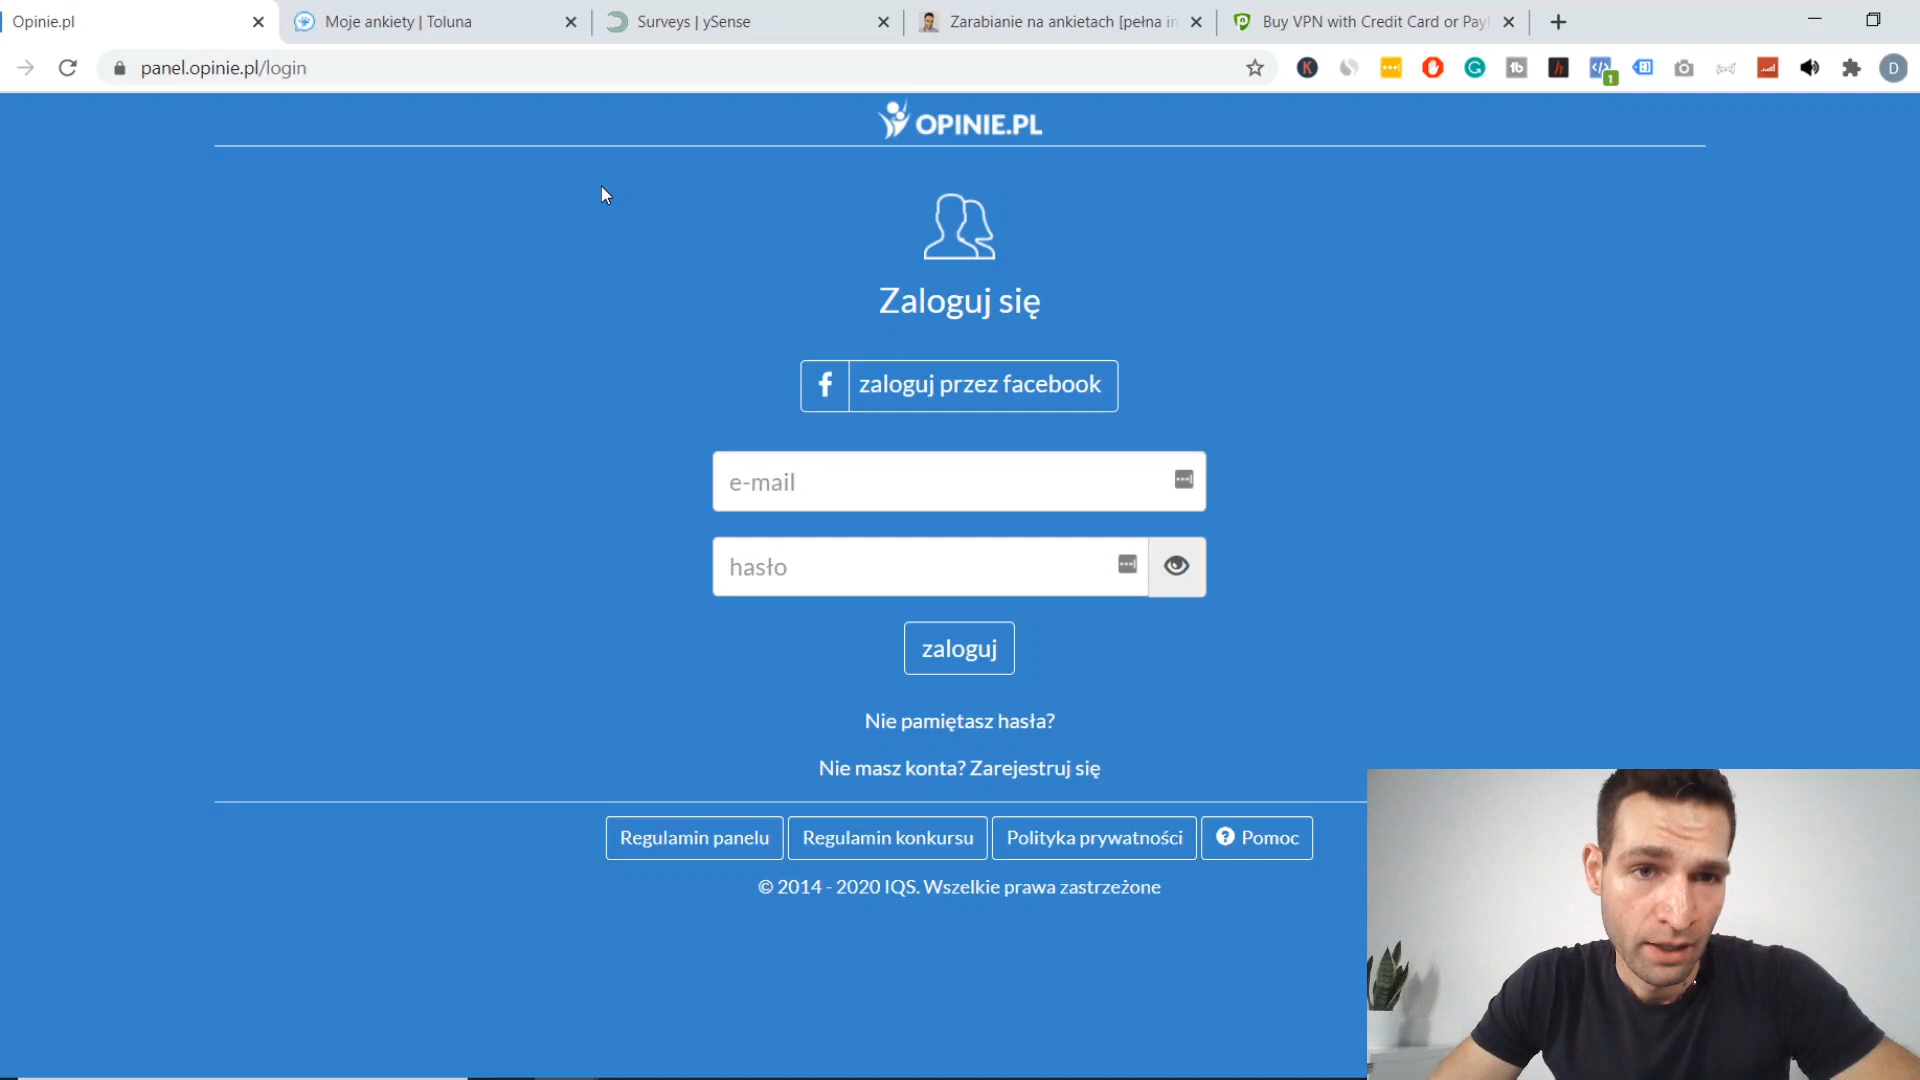 Opinie.pl
Moje ankiety | Toluna
Surveys | ySense
Zarabianie na ankietach [pełna in
Buy VPN with Credit Card or PayP
panel.opinie.pl/login
1
D
OPINIE.PL
Zaloguj się
f zaloguj przez facebook
e-mail
hasło
zaloguj
Nie pamiętasz hasła?
Nie masz konta? Zarejestruj się
Regulamin panelu
Regulamin konkursu
Polityka prywatności
? Pomoc
© 2014 - 2020 IQS. Wszelkie prawa zastrzeżone